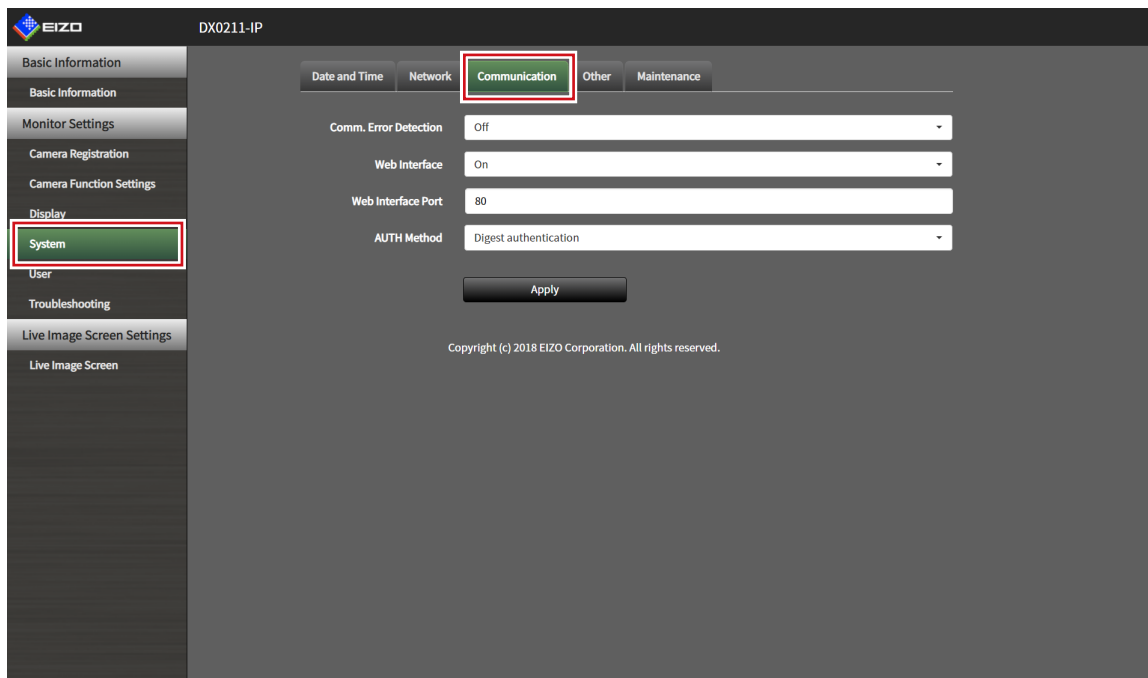 EIZO
DX0211-IP
Basic Information
Basic Information
Monitor Settings
Camera Registration
Camera Function Settings
Display
System
User
Troubleshooting
Live Image Screen Settings
Live Image Screen
Date and Time Network Communication Other Maintenance
Comm. Error Detection Off
Web Interface On
Web Interface Port 80
AUTH Method Digest authentication
Apply
Copyright (c) 2018 EIZO Corporation. All rights reserved.